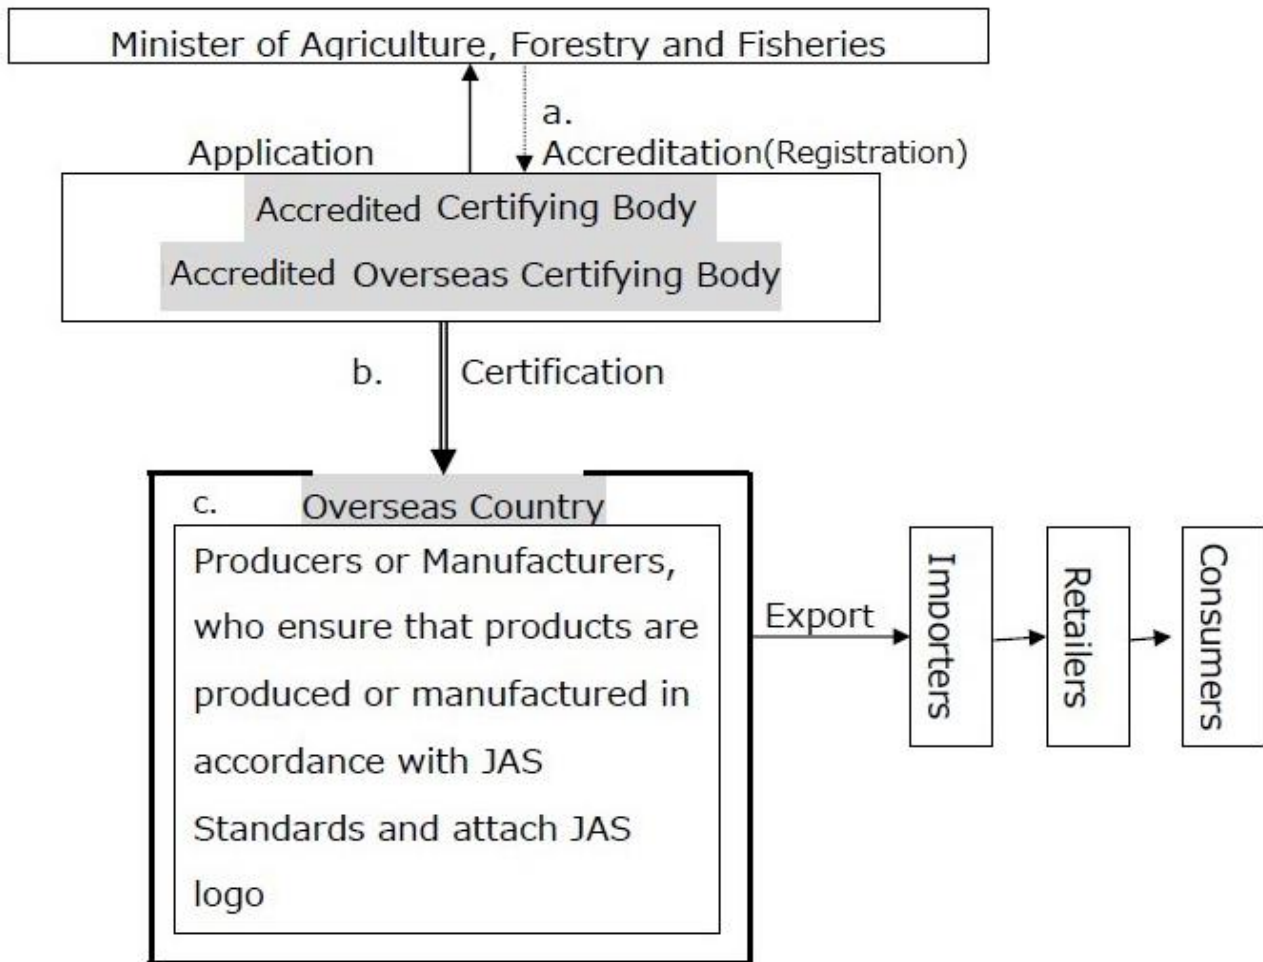 Minister of Agriculture, Forestry and Fisheries
a.
Application
Accreditation(Registration)
Accredited Certifying Body
Accredited Overseas Certifying Body
b.
Certification
c.
Overseas Country
Producers or Manufacturers,
who ensure that products are
produced or manufactured in
accordance with JAS
Standards and attach JAS
logo
Export
Importers
Retailers
Consumers